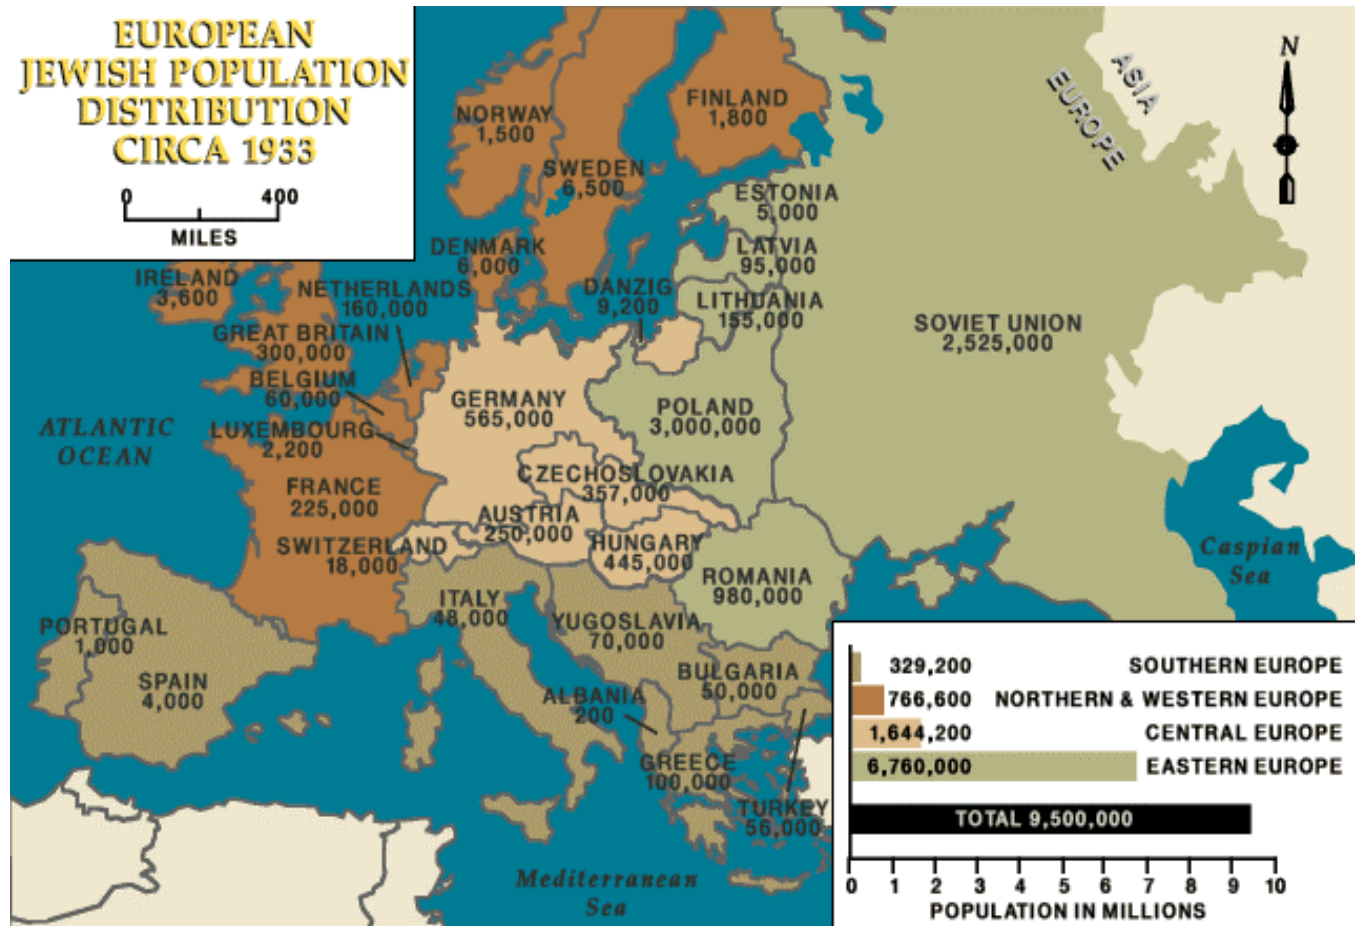 EUROPEAN
JEWISH POPULATION
DISTRIBUTION
CIRCA 1933
0 400
MILES
N
ASIA
EUROPE
NORWAY
1,500
FINLAND
1,800
SWEDEN
6,500
ESTONIA
5,000
DENMARK
6,000
LATVIA
95,000
IRELAND
3,600
NETHERLANDS
160,000
DANZIG
9,200
LITHUANIA
155,000
GREAT BRITAIN
300,000
SOVIET UNION
2,525,000
BELGIUM
60,000
GERMANY
565,000
POLAND
3,000,000
ATLANTIC
OCEAN
LUXEMBOURG
2,200
CZECHOSLOVAKIA
357,000
FRANCE
225,000
AUSTRIA
250,000
SWITZERLAND
18,000
HUNGARY
445,000
Caspian
Sea
ROMANIA
980,000
ITALY
48,000
PORTUGAL
1,000
YUGOSLAVIA
70,000
SPAIN
4,000
BULGARIA
50,000
ALBANIA
200
GREECE
100,000
TURKEY
56,000
Mediterranean
Sea
329,200 SOUTHERN EUROPE
766,600 NORTHERN & WESTERN EUROPE
1,644,200 CENTRAL EUROPE
6,760,000 EASTERN EUROPE
TOTAL 9,500,000
0 1 2 3 4 5 6 7 8 9 10
POPULATION IN MILLIONS